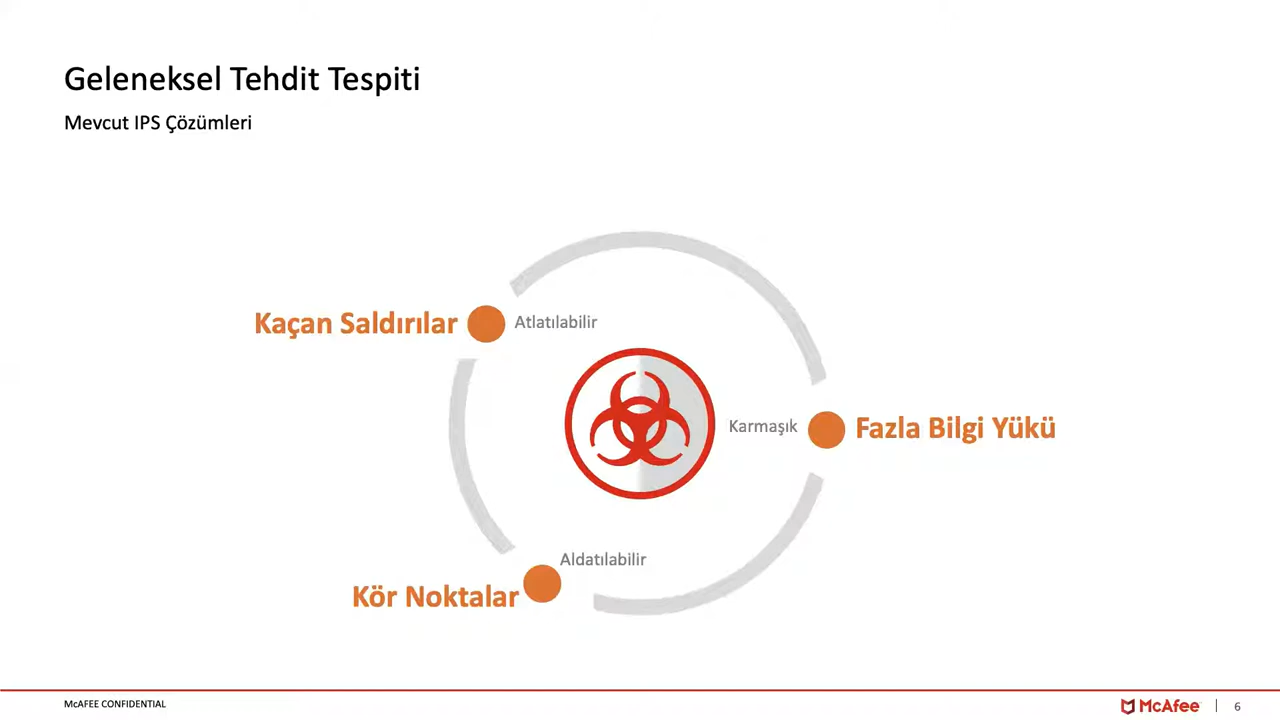 Geleneksel Tehdit Tespiti
Mevcut IPS Çözümleri
Kaçan Saldırılar
Atlatılabilir
Karmaşık
Fazla Bilgi Yükü
Aldatılabilir
Kör Noktalar
McAFEE CONFIDENTIAL
McAfee
6